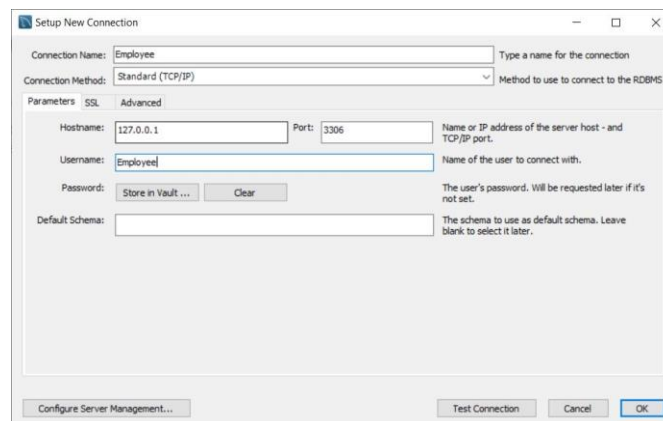 Setup New Connection
Connection Name: Employee Type a name for the connection
Connection Method: Standard (TCP/IP) Method to use to connect to the RDBMS
Parameters SSL Advanced
Hostname: 127.0.0.1 Port: 3306 Name or IP address of the server host - and
TCP/IP port.
Username: Employee Name of the user to connect with.
Password: Store in Vault ... Clear The user's password. Will be requested later if it's
not set.
Default Schema: The schema to use as default schema. Leave
blank to select it later.
Configure Server Management... Test Connection Cancel OK